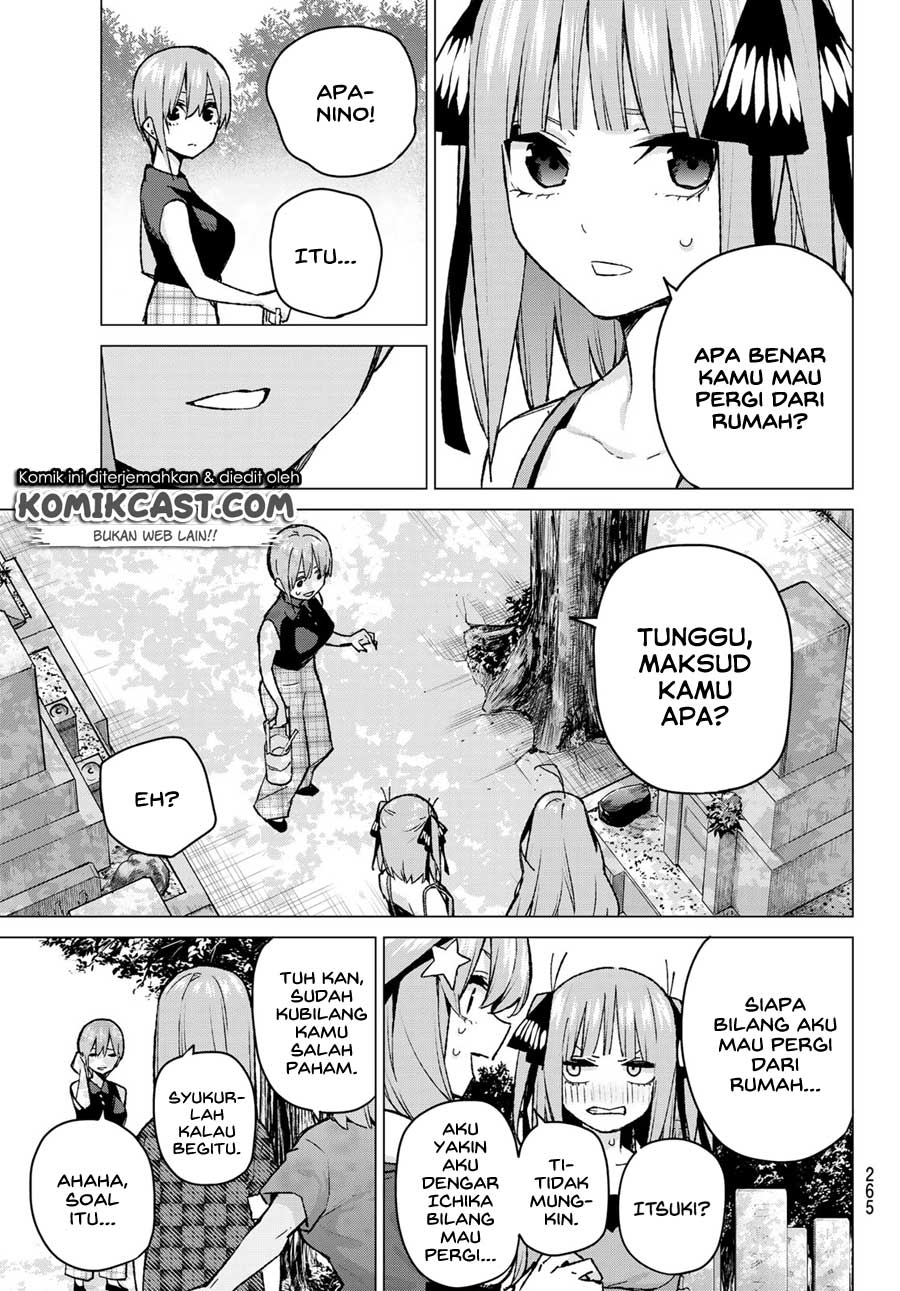 APA BENAR
KAMU MAU
PERGI DARI
RUMAH?
APA-
NINO!
ITU...
Komik ini diterjemahkan & diedit oleh
KOMIKCAST.COM
BUKAN WEB LAIN!!
TUNGGU,
MAKSUD
KAMU
APA?
EH?
SIAPA
BILANG AKU
MAU PERGI
DARI
RUMAH...
ITSUKI?
TI-
TIDAK
MUNG-
KIN.
AKU
YAKIN
AKU
DENGAR
ICHIKA
BILANG
MAU
PERGI...
TUH KAN,
SUDAH
KUBILANG
KAMU
SALAH
PAHAM.
SYUKUR-
LAH
KALAU
BEGITU.
AHAHA,
SOAL
ITU...
265